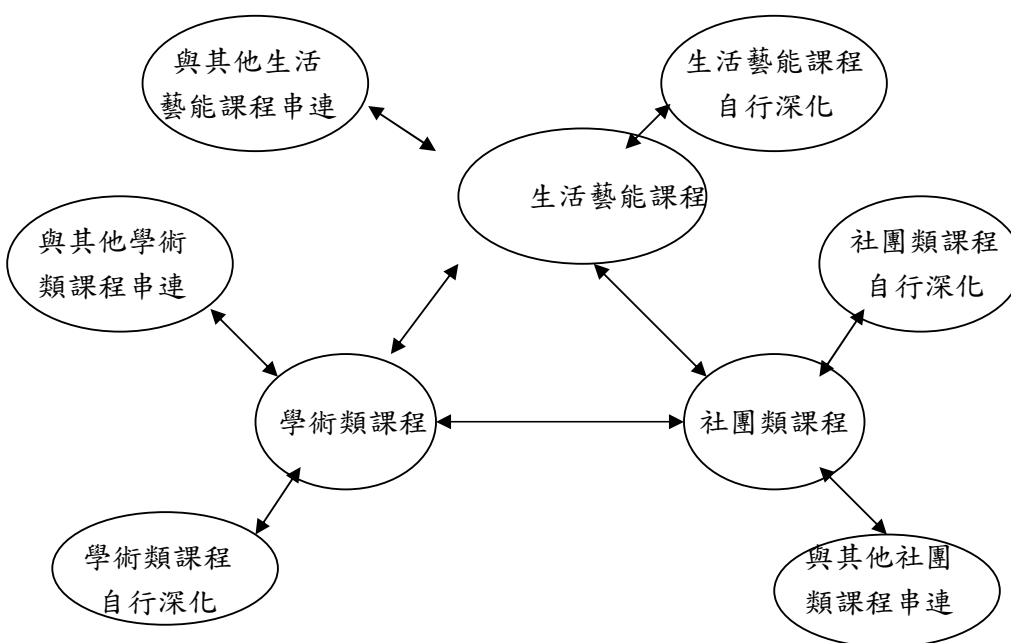 與其他生活
藝能課程串連
生活藝能課程
自行深化
生活藝能課程
與其他學術
類課程串連
社團類課程
自行深化
學術類課程
社團類課程
學術類課程
自行深化
與其他社團
類課程串連